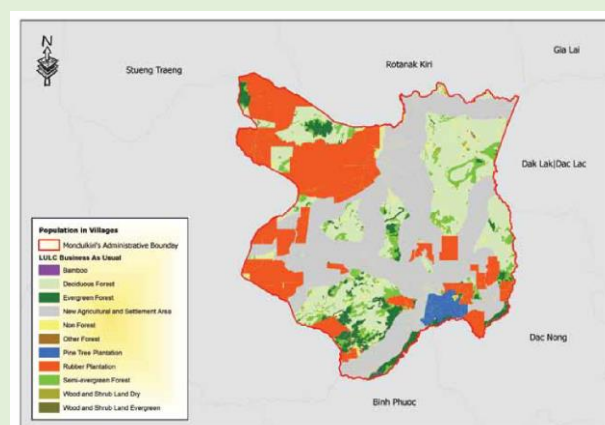 N
Stueng Traeng
Rotanak Kiri
Gia Lai
Dak Lak|Dac Lac
Dac Nong
Binh Phuoc
Population in Villages
Mondulkiri's Administrative Bounday
LULC Business As Usual
Bamboo
Deciduous Forest
Evergreen Forest
New Agricultural and Settlement Area
Non Forest
Other Forest
Pine Tree Plantation
Rubber Plantation
Semi-evergreen Forest
Wood and Shrub Land Dry
Wood and Shrub Land Evergreen